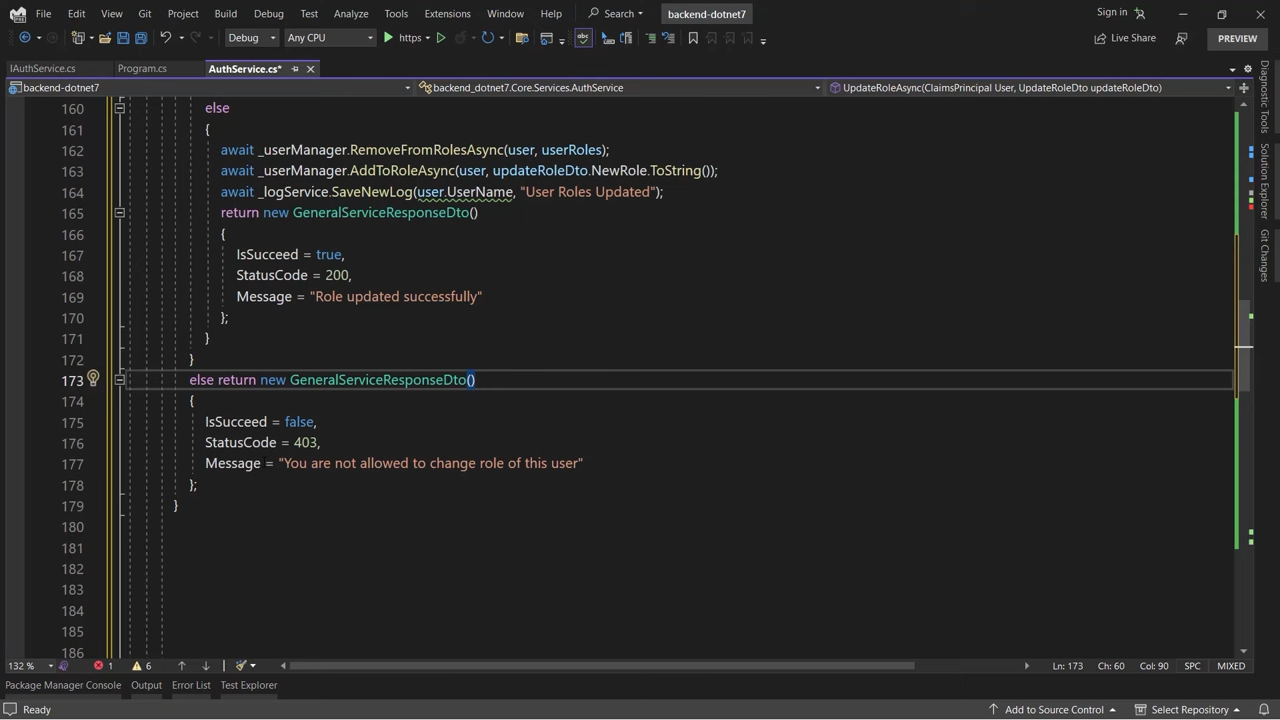 File Edit View Git Project Build Debug Test Analyze Tools Extensions Window Help Search backend-dotnet7 Sign in
Debug Any CPU https Live Share PREVIEW
IAuthService.cs Program.cs AuthService.cs*
backend-dotnet7 backend_dotnet7.Core.Services.AuthService UpdateRoleAsync(ClaimsPrincipal User, UpdateRoleDto updateRoleDto)
160 else
161 {
162 await _userManager.RemoveFromRolesAsync(user, userRoles);
163 await _userManager.AddToRoleAsync(user, updateRoleDto.NewRole.ToString());
164 await _logService.SaveNewLog(user.UserName, "User Roles Updated");
165 return new GeneralServiceResponseDto()
166 {
167 IsSucceed = true,
168 StatusCode = 200,
169 Message = "Role updated successfully"
170 };
171 }
172 }
173 else return new GeneralServiceResponseDto()
174 {
175 IsSucceed = false,
176 StatusCode = 403,
177 Message = "You are not allowed to change role of this user"
178 };
179 }
180
181
182
183
184
185
186
Diagnostic Tools
Solution Explorer
Git Changes
132 % 1 6 Ln: 173 Ch: 60 Col: 90 SPC MIXED
Package Manager Console Output Error List Test Explorer
Ready Add to Source Control Select Repository